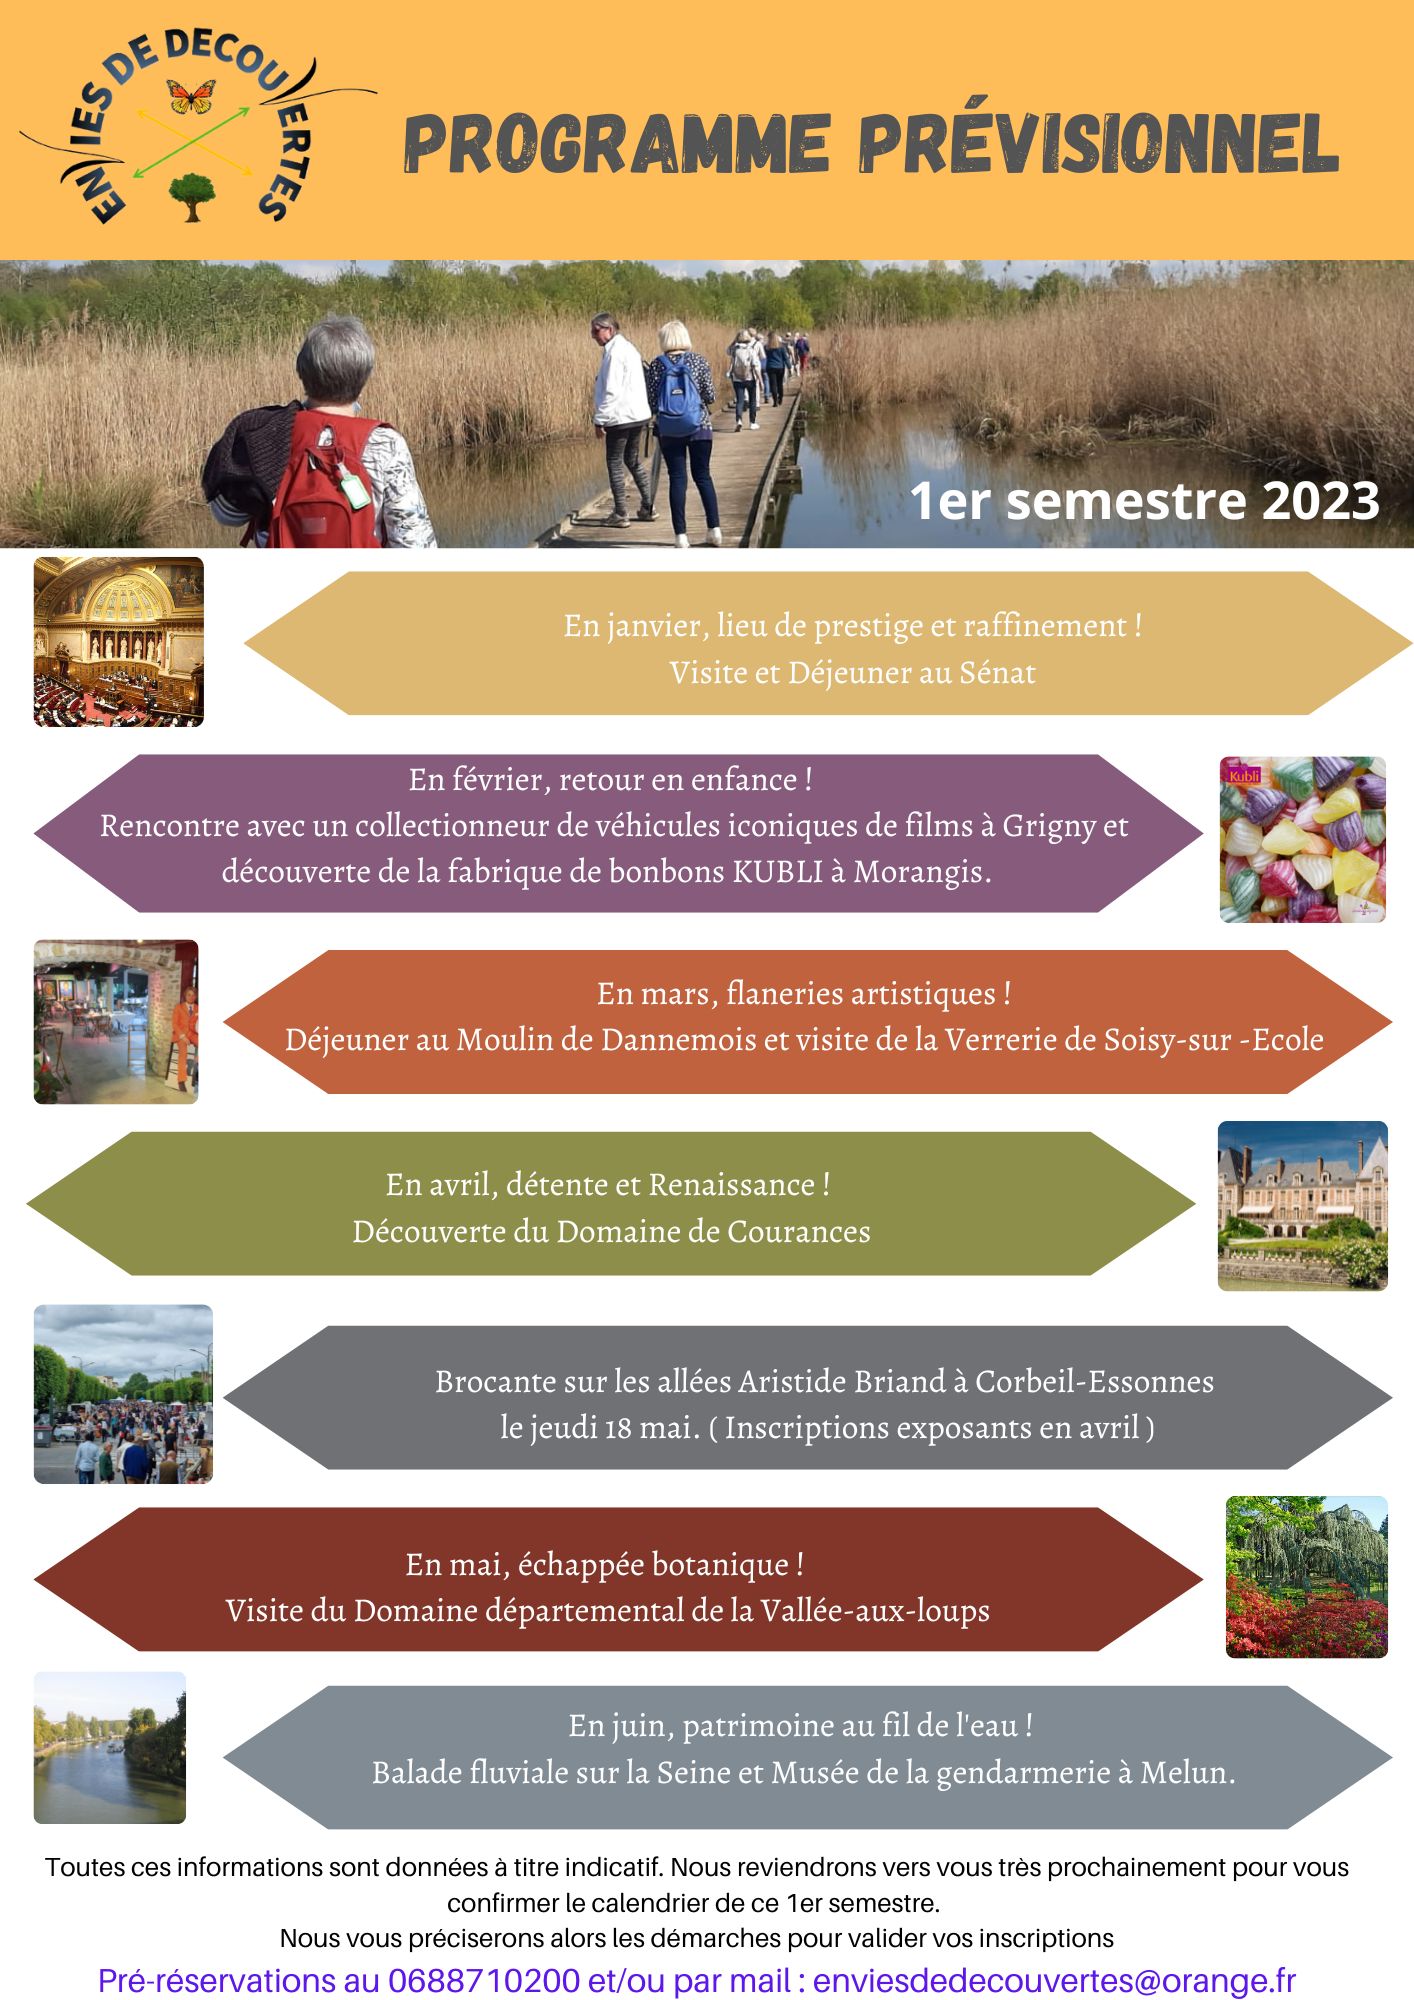 ENVIES DE DECOUVERTES
PROGRAMME PRÉVISIONNEL
1er semestre 2023
En janvier, lieu de prestige et raffinement !
Visite et Déjeuner au Sénat
En février, retour en enfance !
Rencontre avec un collectionneur de véhicules iconiques de films à Grigny et
découverte de la fabrique de bonbons KUBLI à Morangis.
Kubli
En mars, flaneries artistiques !
Déjeuner au Moulin de Dannemois et visite de la Verrerie de Soisy-sur -Ecole
En avril, détente et Renaissance !
Découverte du Domaine de Courances
Brocante sur les allées Aristide Briand à Corbeil-Essonnes
le jeudi 18 mai. ( Inscriptions exposants en avril )
En mai, échappée botanique !
Visite du Domaine départemental de la Vallée-aux-loups
En juin, patrimoine au fil de l'eau !
Balade fluviale sur la Seine et Musée de la gendarmerie à Melun.
Toutes ces informations sont données à titre indicatif. Nous reviendrons vers vous très prochainement pour vous
confirmer le calendrier de ce 1er semestre.
Nous vous préciserons alors les démarches pour valider vos inscriptions
Pré-réservations au 0688710200 et/ou par mail : enviesdedecouvertes@orange.fr